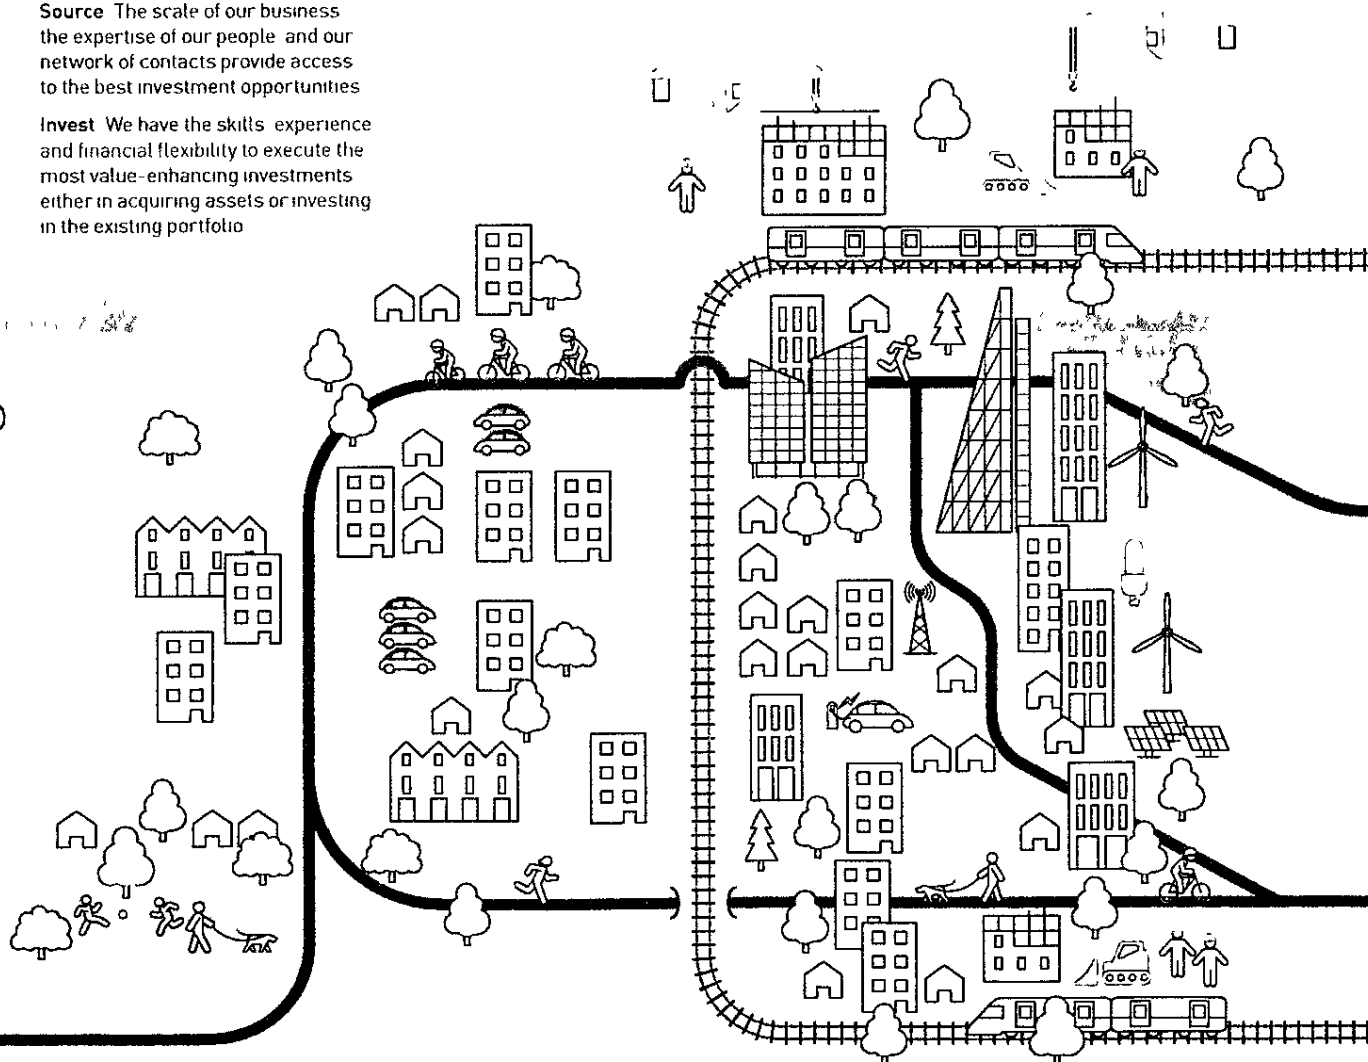 Source The scale of our business
the expertise of our people and our
network of contacts provide access
to the best investment opportunities
Invest We have the skills experience
and financial flexibility to execute the
most value-enhancing investments
either in acquiring assets or investing
in the existing portfolio